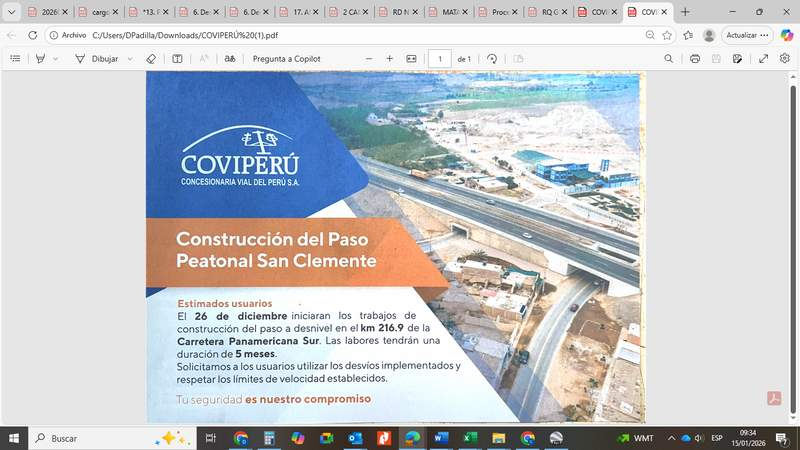 2026(
cargo
*13. F
6. De
6. De
17. A
2 CAN
RD N
MATA
Proce
RQ G
COVI
COVI
Archivo
C:/Users/DPadilla/Downloads/COVIPERÚ%20(1).pdf
Actualizar
Dibujar
Pregunta a Copilot
1
de 1
COVIPERÚ
CONCESIONARIA VIAL DEL PERÚ S.A.
Construcción del Paso
Peatonal San Clemente
Estimados usuarios
El 26 de diciembre iniciaran los trabajos de
construcción del paso a desnivel en el km 216.9 de la
Carretera Panamericana Sur. Las labores tendrán una
duración de 5 meses.
Solicitamos a los usuarios utilizar los desvíos implementados y
respetar los límites de velocidad establecidos.
Tu seguridad es nuestro compromiso
Buscar
WMT
ESP
09:34
15/01/2026